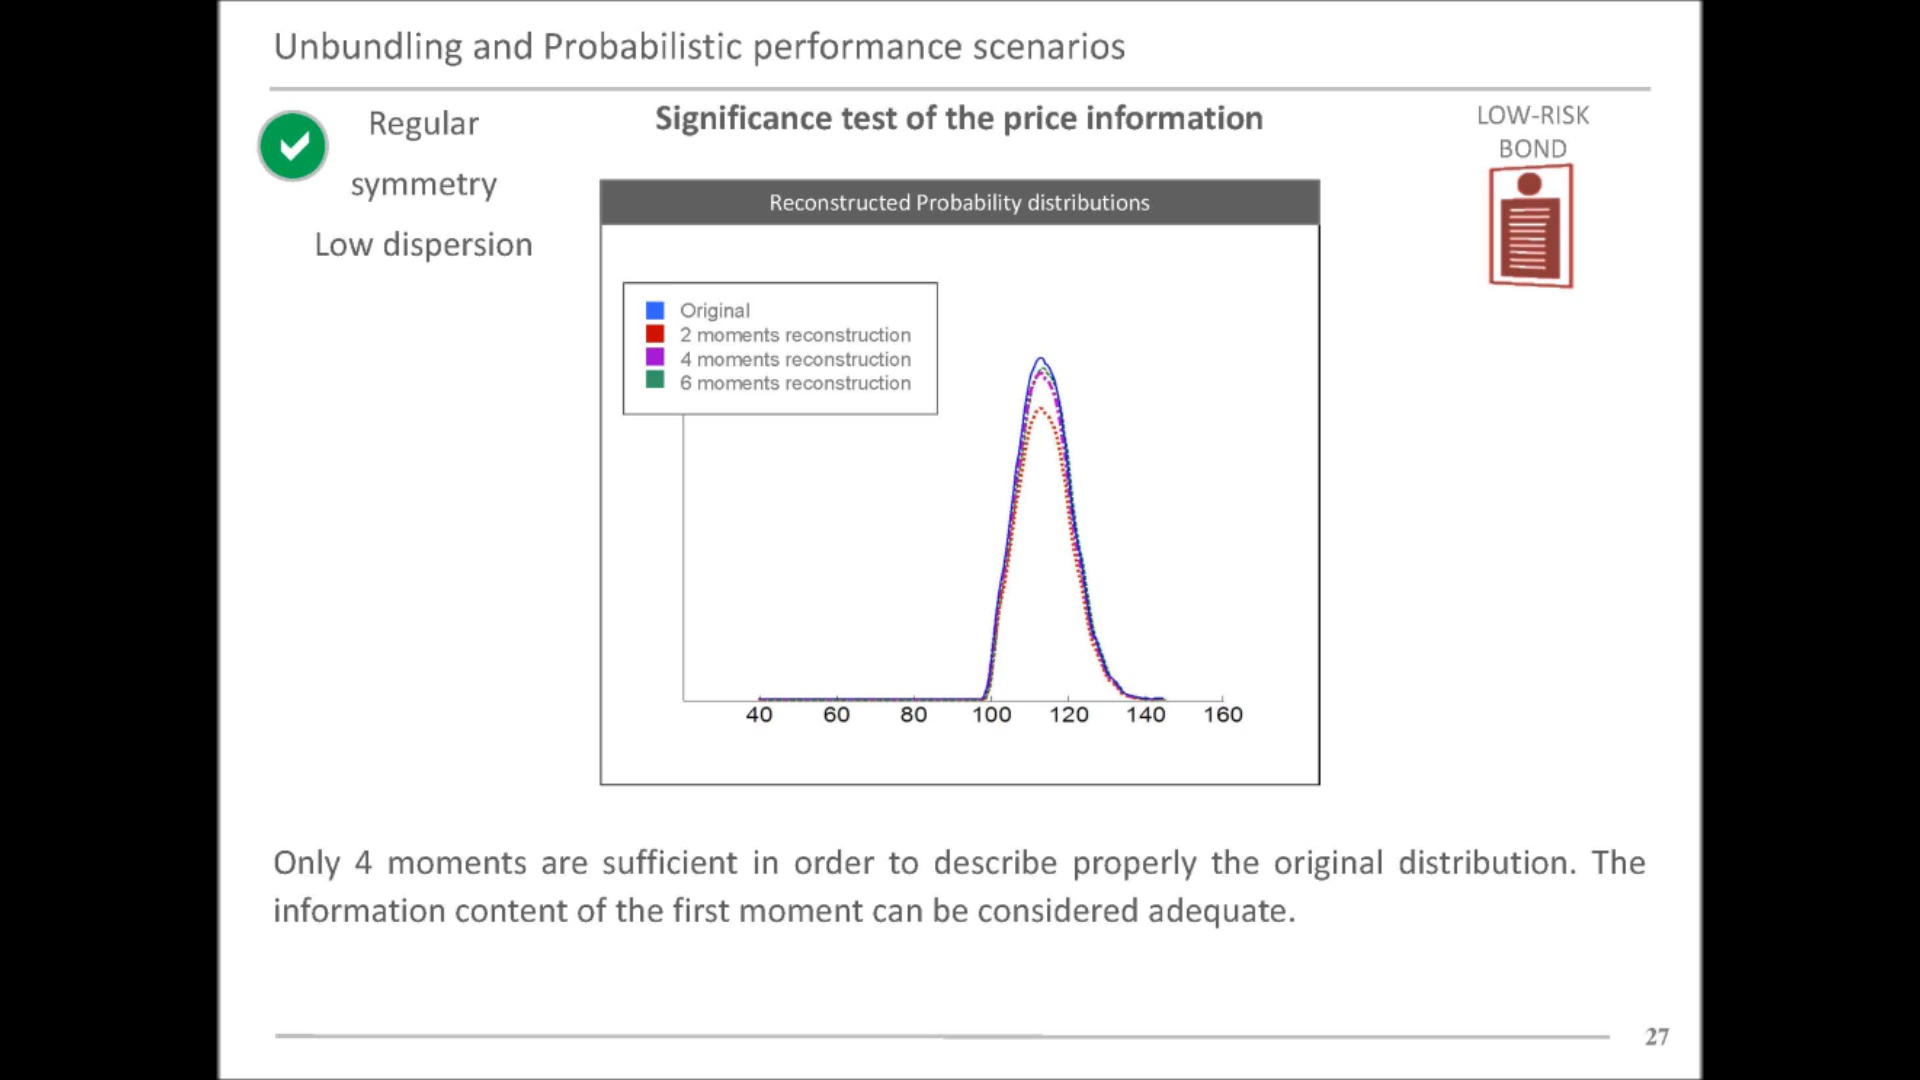 Unbundling and Probabilistic performance scenarios
Regular
symmetry
Low dispersion
Significance test of the price information
LOW-RISK
BOND
Reconstructed Probability distributions
Original
2 moments reconstruction
4 moments reconstruction
6 moments reconstruction
40 60 80 100 120 140 160
Only 4 moments are sufficient in order to describe properly the original distribution. The
information content of the first moment can be considered adequate.
27